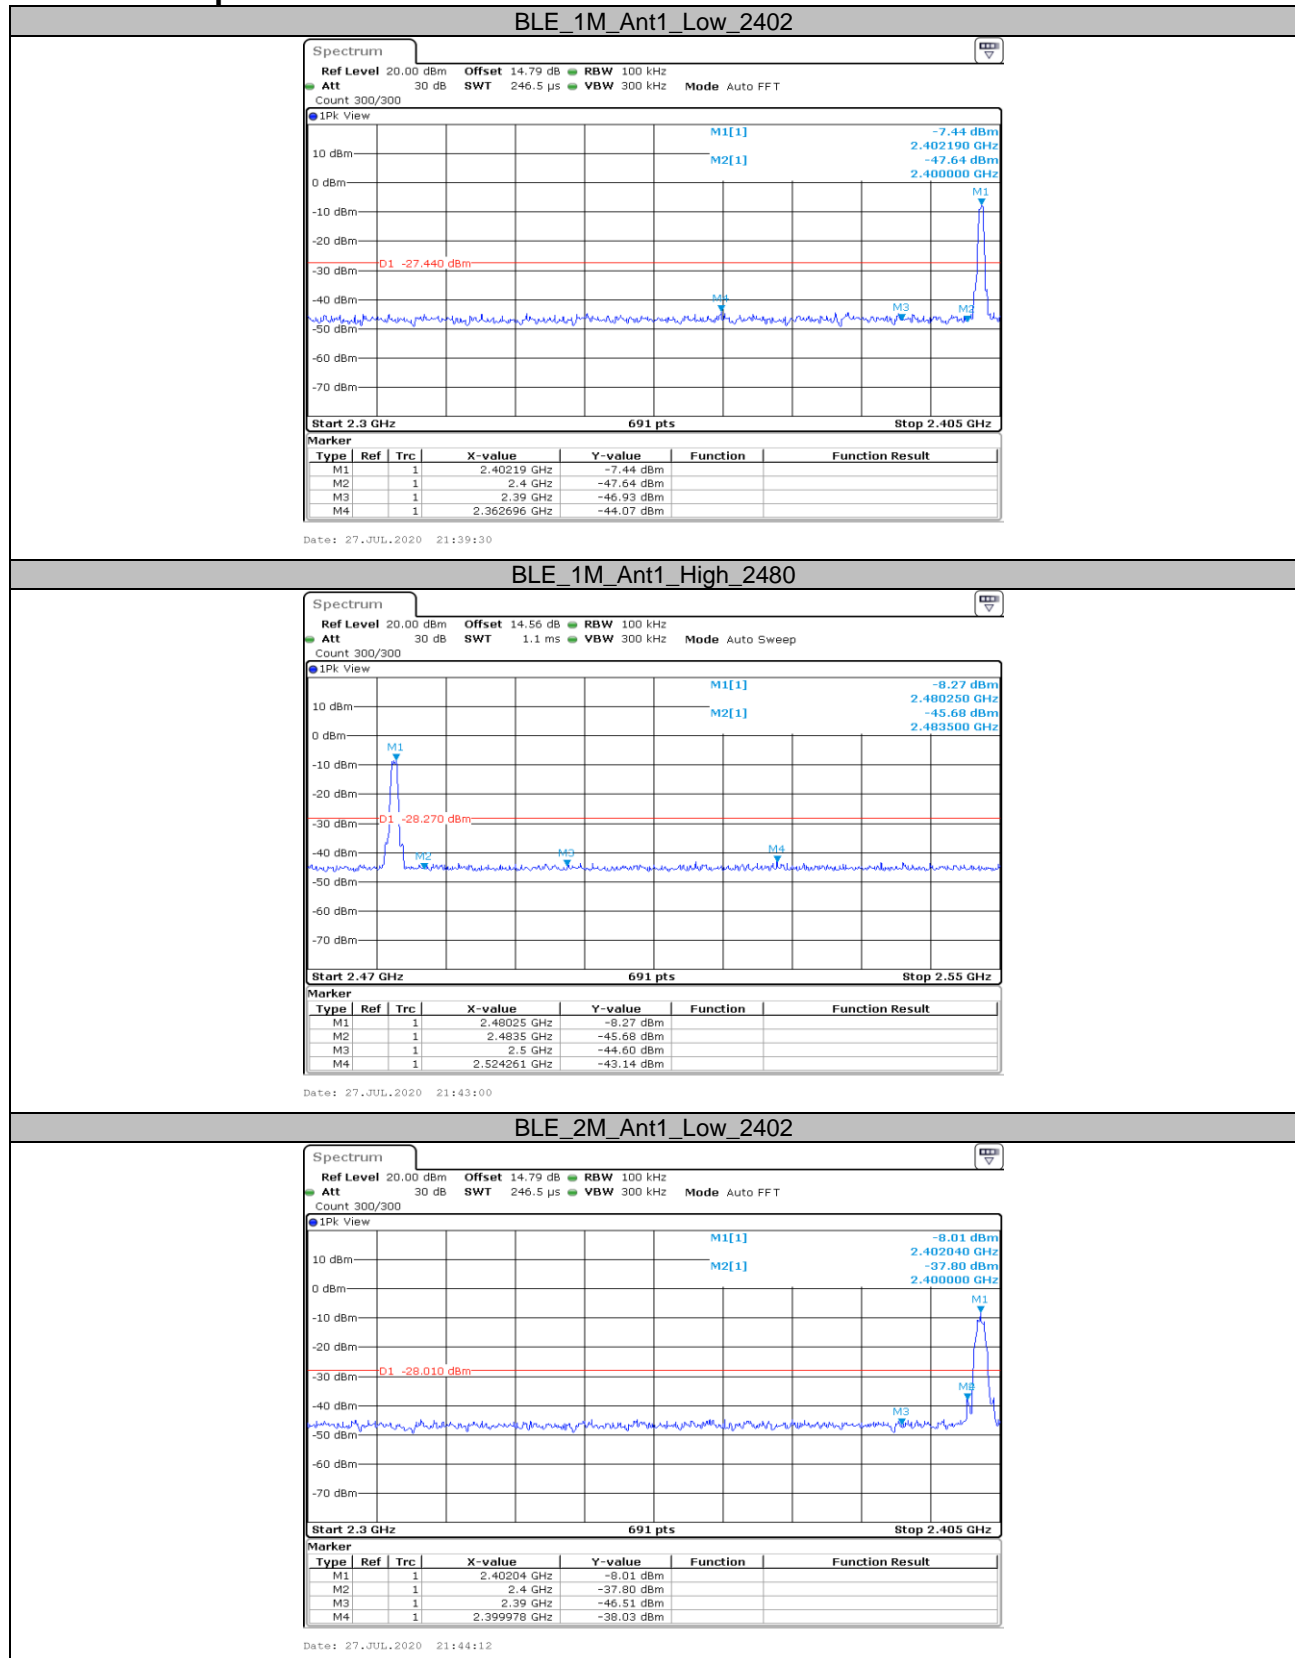 BLE_1M_Ant1_Low_2402
Spectrum
Ref Level 20.00 dBm Offset 14.79 dB RBW 100 kHz
Att 30 dB SWT 246.5 µs VBW 300 kHz Mode Auto FFT
Count 300/300
1Pk View
M1[1] -7.44 dBm
2.402190 GHz
10 dBm
M2[1] -47.64 dBm
2.400000 GHz
0 dBm
M1
-10 dBm
-20 dBm
D1 -27.440 dBm
-30 dBm
-40 dBm
M4
M3
M2
-50 dBm
-60 dBm
-70 dBm
Start 2.3 GHz 691 pts Stop 2.405 GHz
Marker
Type Ref Trc X-value Y-value Function Function Result
M1 1 2.40219 GHz -7.44 dBm
M2 1 2.4 GHz -47.64 dBm
M3 1 2.39 GHz -46.93 dBm
M4 1 2.362696 GHz -44.07 dBm
Date: 27.JUL.2020 21:39:30
BLE_1M_Ant1_High_2480
Spectrum
Ref Level 20.00 dBm Offset 14.56 dB RBW 100 kHz
Att 30 dB SWT 1.1 ms VBW 300 kHz Mode Auto Sweep
Count 300/300
1Pk View
M1[1] -8.27 dBm
2.480250 GHz
10 dBm
M2[1] -45.68 dBm
2.483500 GHz
0 dBm
M1
-10 dBm
-20 dBm
D1 -28.270 dBm
-30 dBm
-40 dBm
M2
M3
M4
-50 dBm
-60 dBm
-70 dBm
Start 2.47 GHz 691 pts Stop 2.55 GHz
Marker
Type Ref Trc X-value Y-value Function Function Result
M1 1 2.48025 GHz -8.27 dBm
M2 1 2.4835 GHz -45.68 dBm
M3 1 2.5 GHz -44.60 dBm
M4 1 2.524261 GHz -43.14 dBm
Date: 27.JUL.2020 21:43:00
BLE_2M_Ant1_Low_2402
Spectrum
Ref Level 20.00 dBm Offset 14.79 dB RBW 100 kHz
Att 30 dB SWT 246.5 µs VBW 300 kHz Mode Auto FFT
Count 300/300
1Pk View
M1[1] -8.01 dBm
2.402040 GHz
10 dBm
M2[1] -37.80 dBm
2.400000 GHz
0 dBm
M1
-10 dBm
-20 dBm
D1 -28.010 dBm
-30 dBm
-40 dBm
M3
-50 dBm
-60 dBm
-70 dBm
Start 2.3 GHz 691 pts Stop 2.405 GHz
Marker
Type Ref Trc X-value Y-value Function Function Result
M1 1 2.40204 GHz -8.01 dBm
M2 1 2.4 GHz -37.80 dBm
M3 1 2.39 GHz -46.51 dBm
M4 1 2.399978 GHz -38.03 dBm
Date: 27.JUL.2020 21:44:12